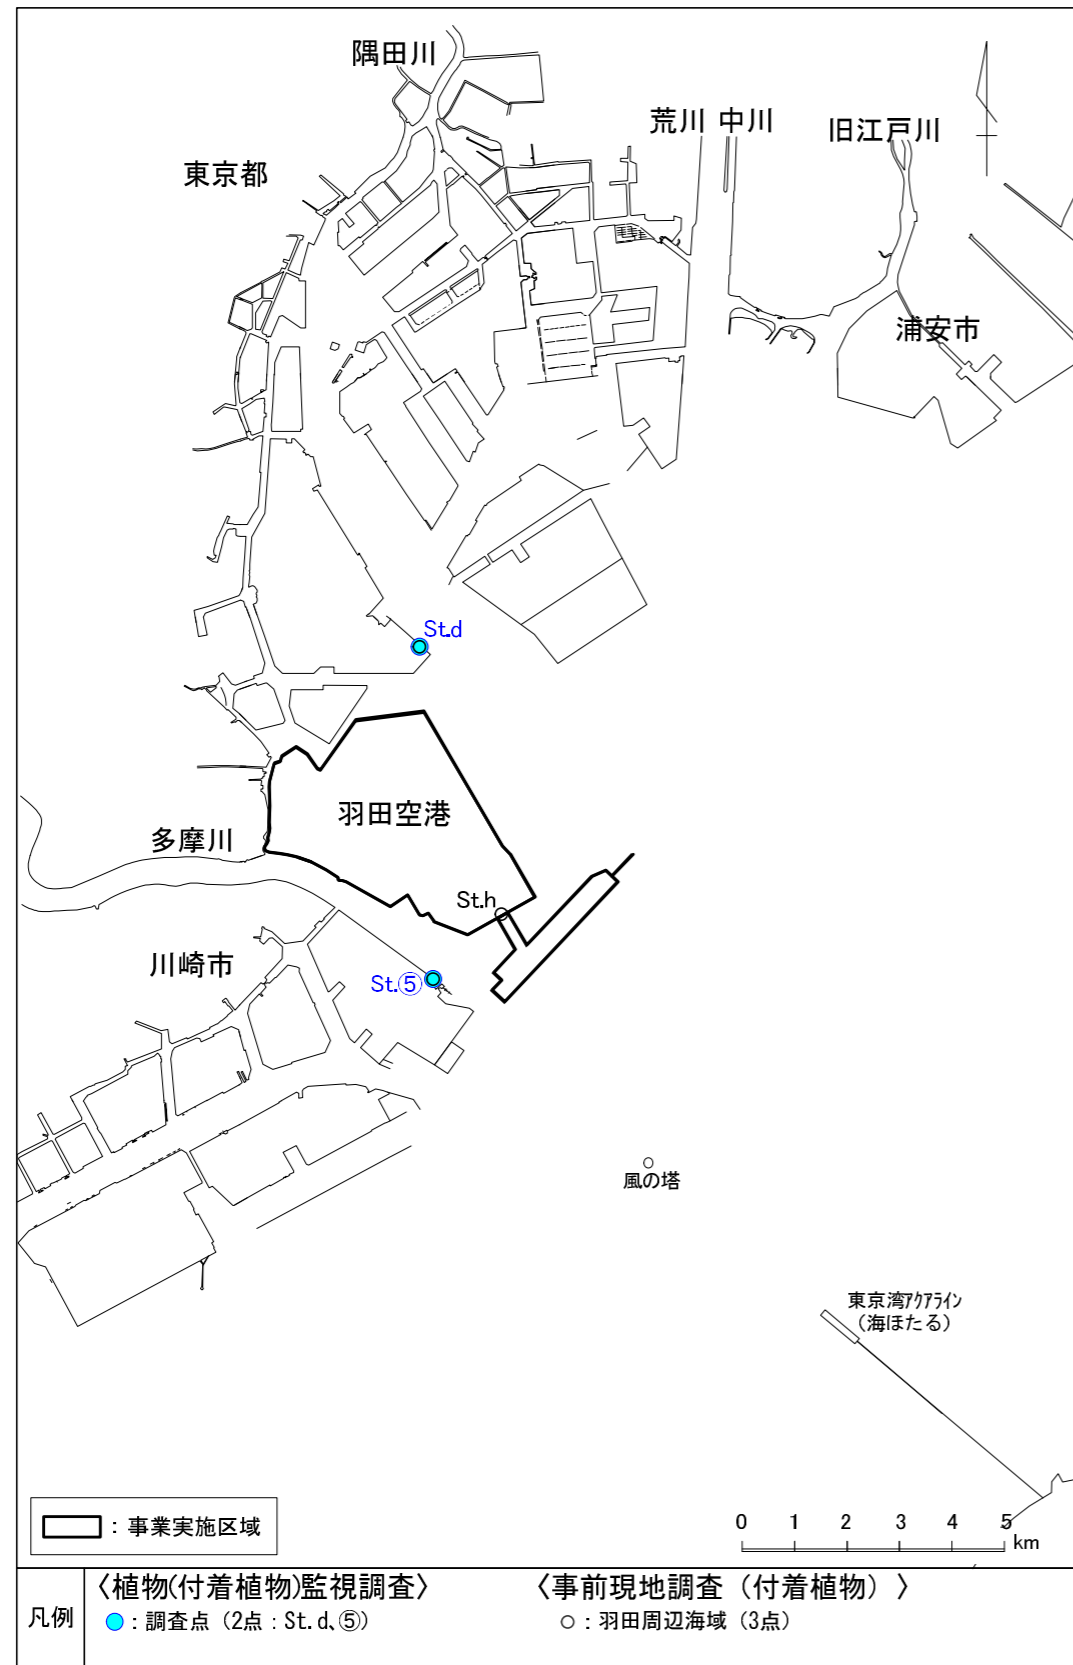 隅田川
荒川 中川
旧江戸川
東京都
浦安市
St.d
羽田空港
多摩川
St.h
川崎市
St.⑤
風の塔
東京湾アクアライン
（海ほたる）
：事業実施区域
0 1 2 3 4 5
km
凡例
〈植物(付着植物)監視調査〉
：調査点（2点：St.d、⑤）
〈事前現地調査（付着植物）〉
：羽田周辺海域（3点）